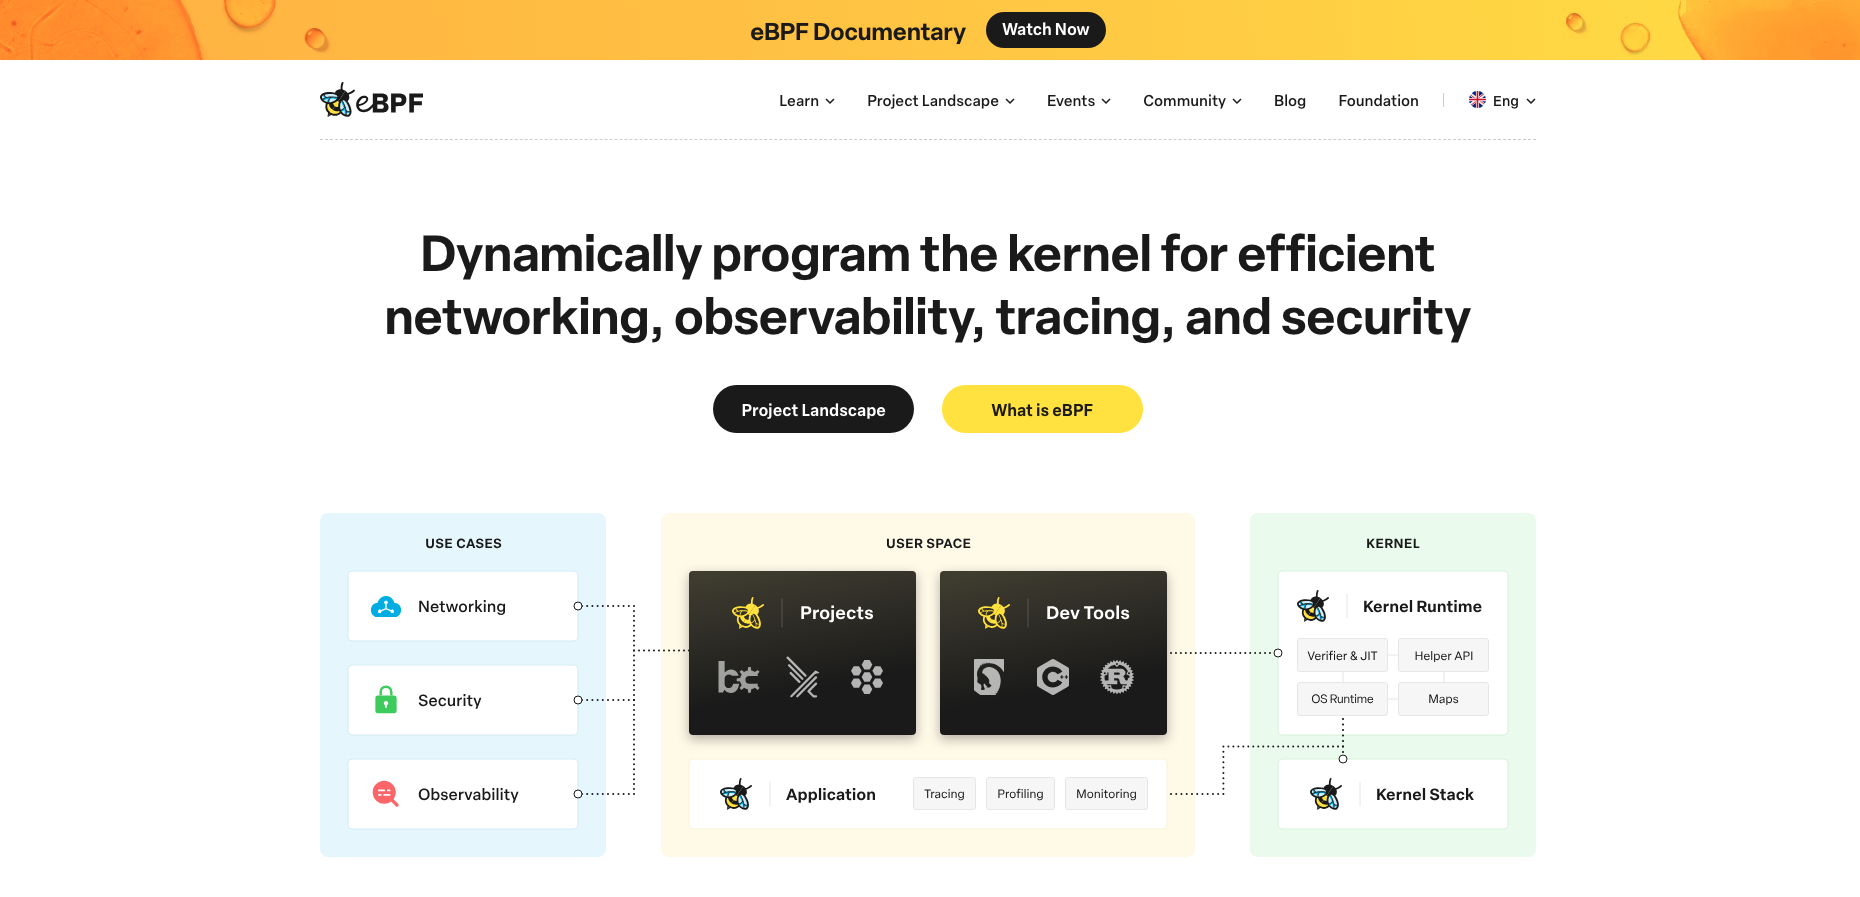 eBPF Documentary
Watch Now
eBPF
Learn
Project Landscape
Events
Community
Blog
Foundation
Eng
Dynamically program the kernel for efficient
networking, observability, tracing, and security
Project Landscape
What is eBPF
USE CASES
Networking
Security
Observability
USER SPACE
Projects
bc
Dev Tools
C
R
Application
Tracing
Profiling
Monitoring
KERNEL
Kernel Runtime
Verifier & JIT
Helper API
OS Runtime
Maps
Kernel Stack